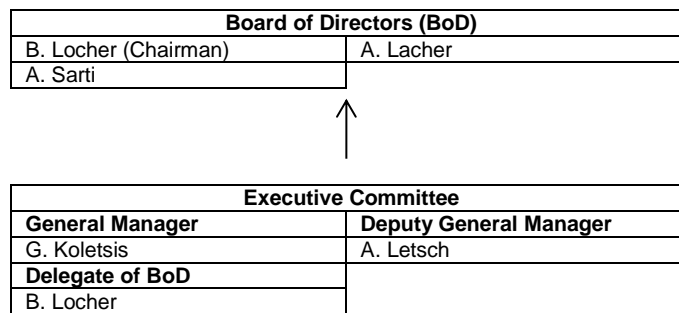 Board of Directors (BoD)
B. Locher (Chairman) A. Lacher
A. Sarti
Executive Committee
General Manager Deputy General Manager
G. Koletsis A. Letsch
Delegate of BoD
B. Locher